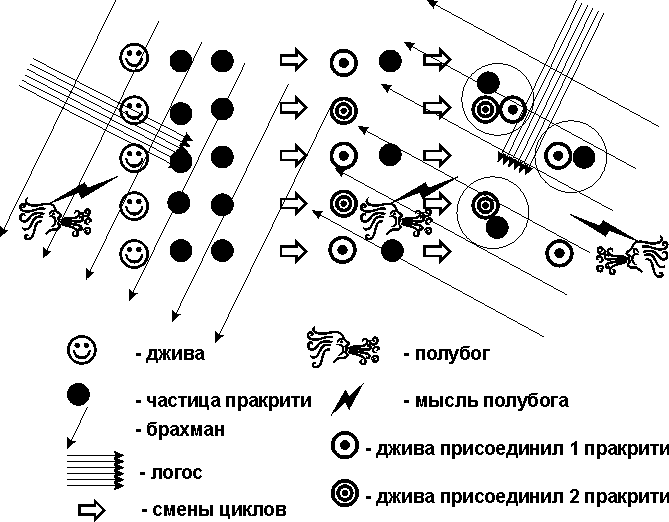 - джива
- полубог
- частица пракрити
- мысль полубога
- брахман
- джива присоединил 1 пракрити
- логос
- джива присоединил 2 пракрити
- смены циклов